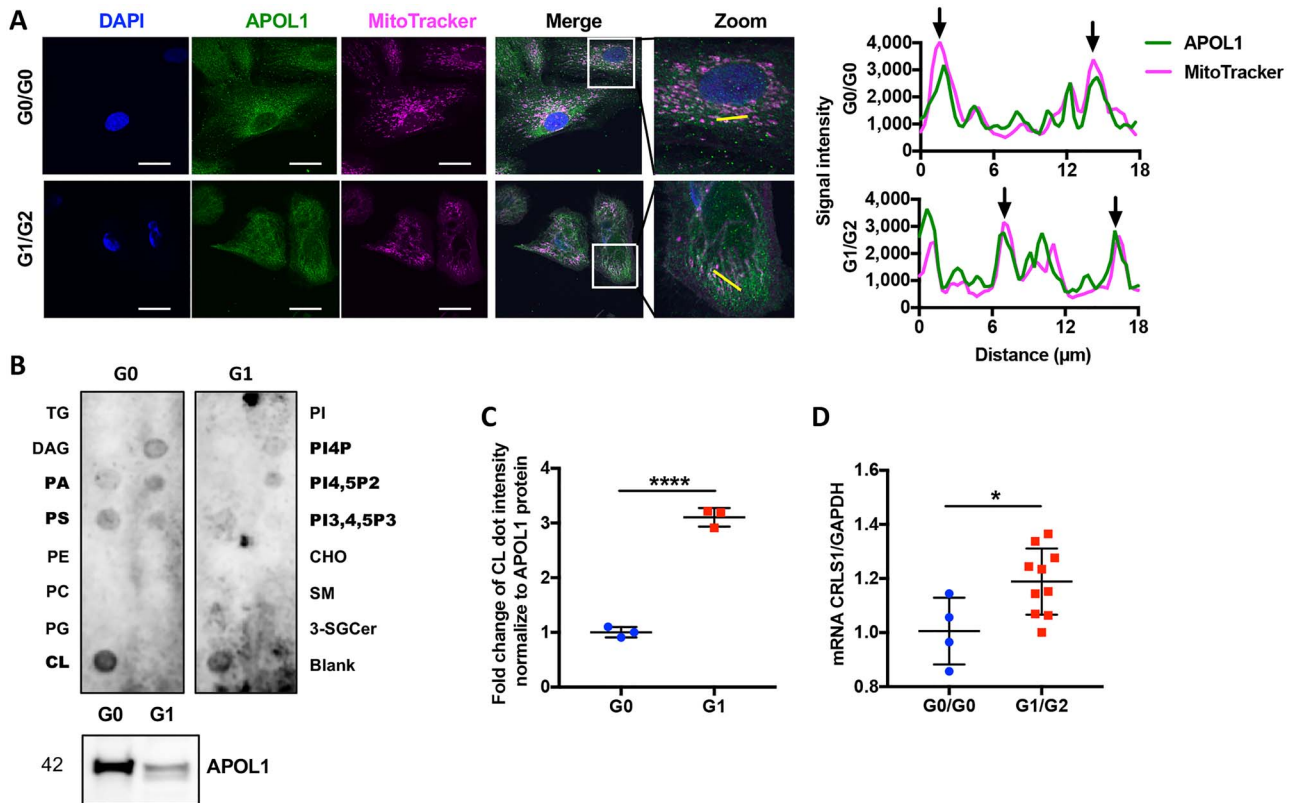 A
DAPI
APOL1
MitoTracker
Merge
Zoom
G0/G0
G1/G2
APOL1
MitoTracker
Signal intensity
G0/G0
4,000
3,000
2,000
1,000
0
0 6 12 18
G1/G2
4,000
3,000
2,000
1,000
0
0 6 12 18
Distance (µm)
B
G0 G1
TG
DAG
PA
PS
PE
PC
PG
CL
PI
PI4P
PI4,5P2
PI3,4,5P3
CHO
SM
3-SGCer
Blank
G0 G1
42
APOL1
C
Fold change of CL dot intensity
normalize to APOL1 protein
4
3
2
1
0
****
G0 G1
D
mRNA CRLS1/GAPDH
1.6
1.4
1.2
1.0
0.8
*
G0/G0 G1/G2